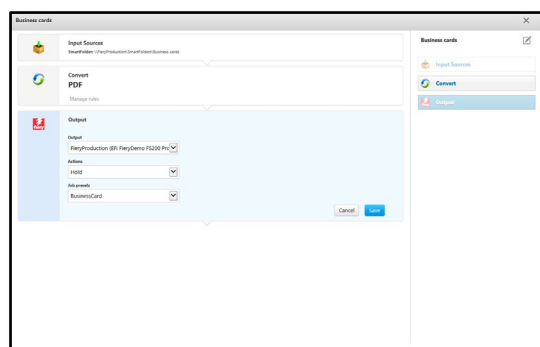 Business cards
Input Sources
SmartFolder: \\FieryProduction\SmartFolders\Business cards
Convert
PDF
Manage rules
Output
Output
FieryProduction (EFI FieryDemo FS200 Pro
Actions
Hold
Job presets
BusinessCard
Cancel Save
Business cards
Input Sources
Convert
Output
fiery